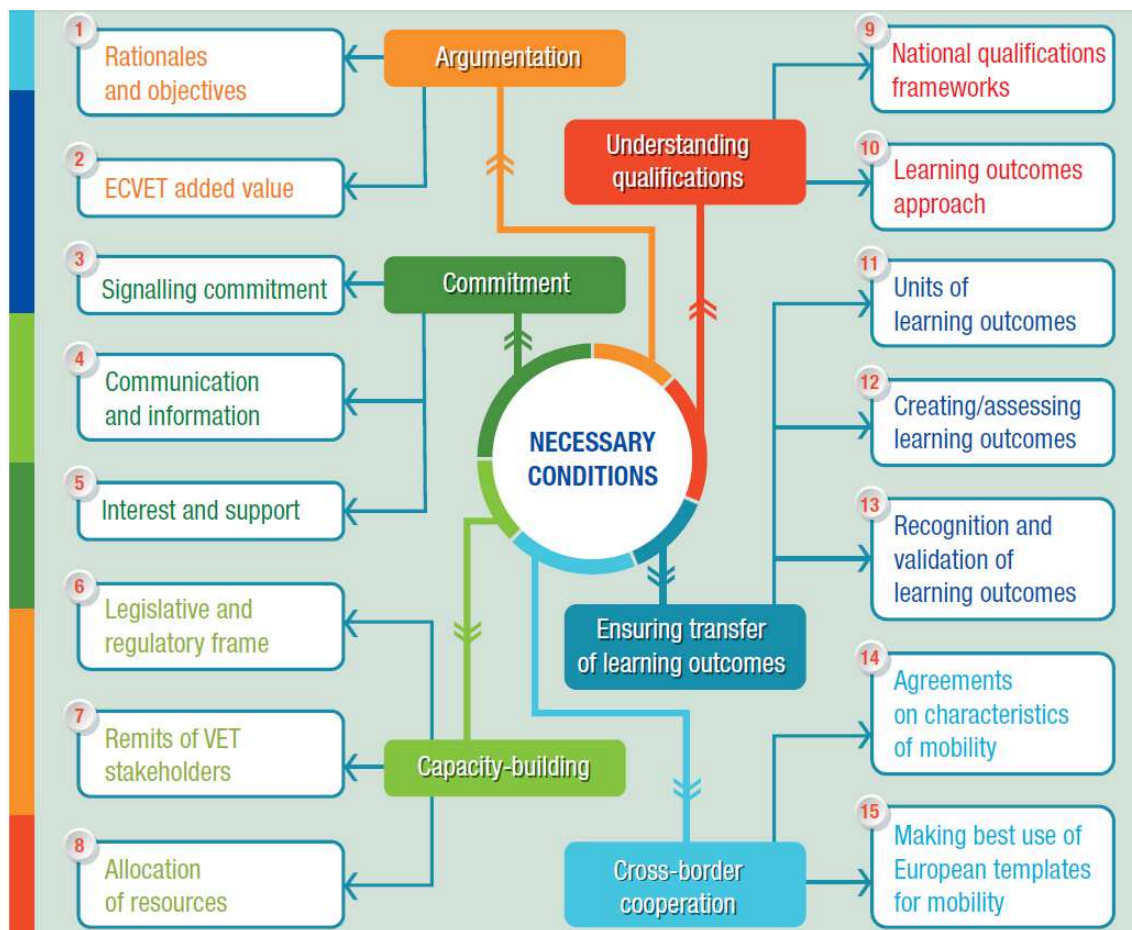 1
Rationales
and objectives
2
ECVET added value
3
Signalling commitment
4
Communication
and information
5
Interest and support
6
Legislative and
regulatory frame
7
Remits of VET
stakeholders
8
Allocation
of resources
Argumentation
Commitment
NECESSARY
CONDITIONS
Capacity-building
Understanding
qualifications
Ensuring transfer
of learning outcomes
Cross-border
cooperation
9
National qualifications
frameworks
10
Learning outcomes
approach
11
Units of
learning outcomes
12
Creating/assessing
learning outcomes
13
Recognition and
validation of
learning outcomes
14
Agreements
on characteristics
of mobility
15
Making best use of
European templates
for mobility